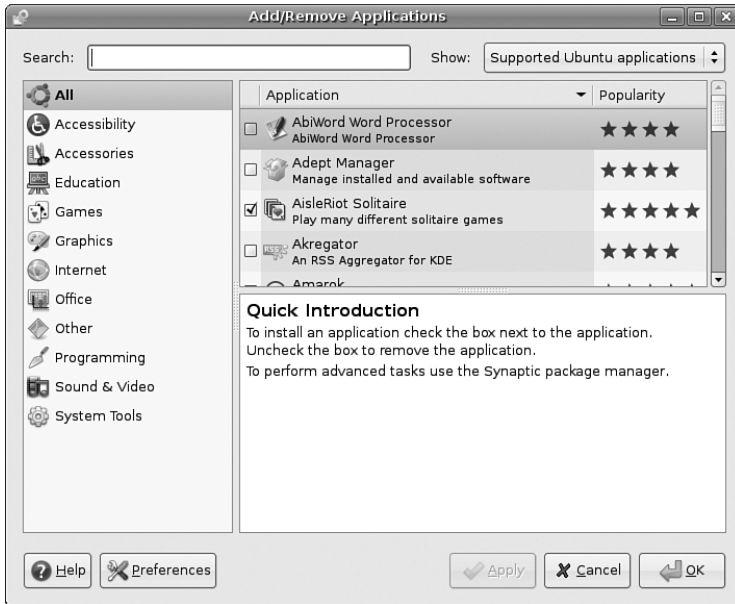 Add/Remove Applications
Search:
Show: Supported Ubuntu applications
All
Accessibility
Accessories
Education
Games
Graphics
Internet
Office
Other
Programming
Sound & Video
System Tools
Application Popularity
AbiWord Word Processor
AbiWord Word Processor
Adept Manager
Manage installed and available software
AisleRiot Solitaire
Play many different solitaire games
Akregator
An RSS Aggregator for KDE
Amarok
Quick Introduction
To install an application check the box next to the application.
Uncheck the box to remove the application.
To perform advanced tasks use the Synaptic package manager.
Help Preferences Apply Cancel OK